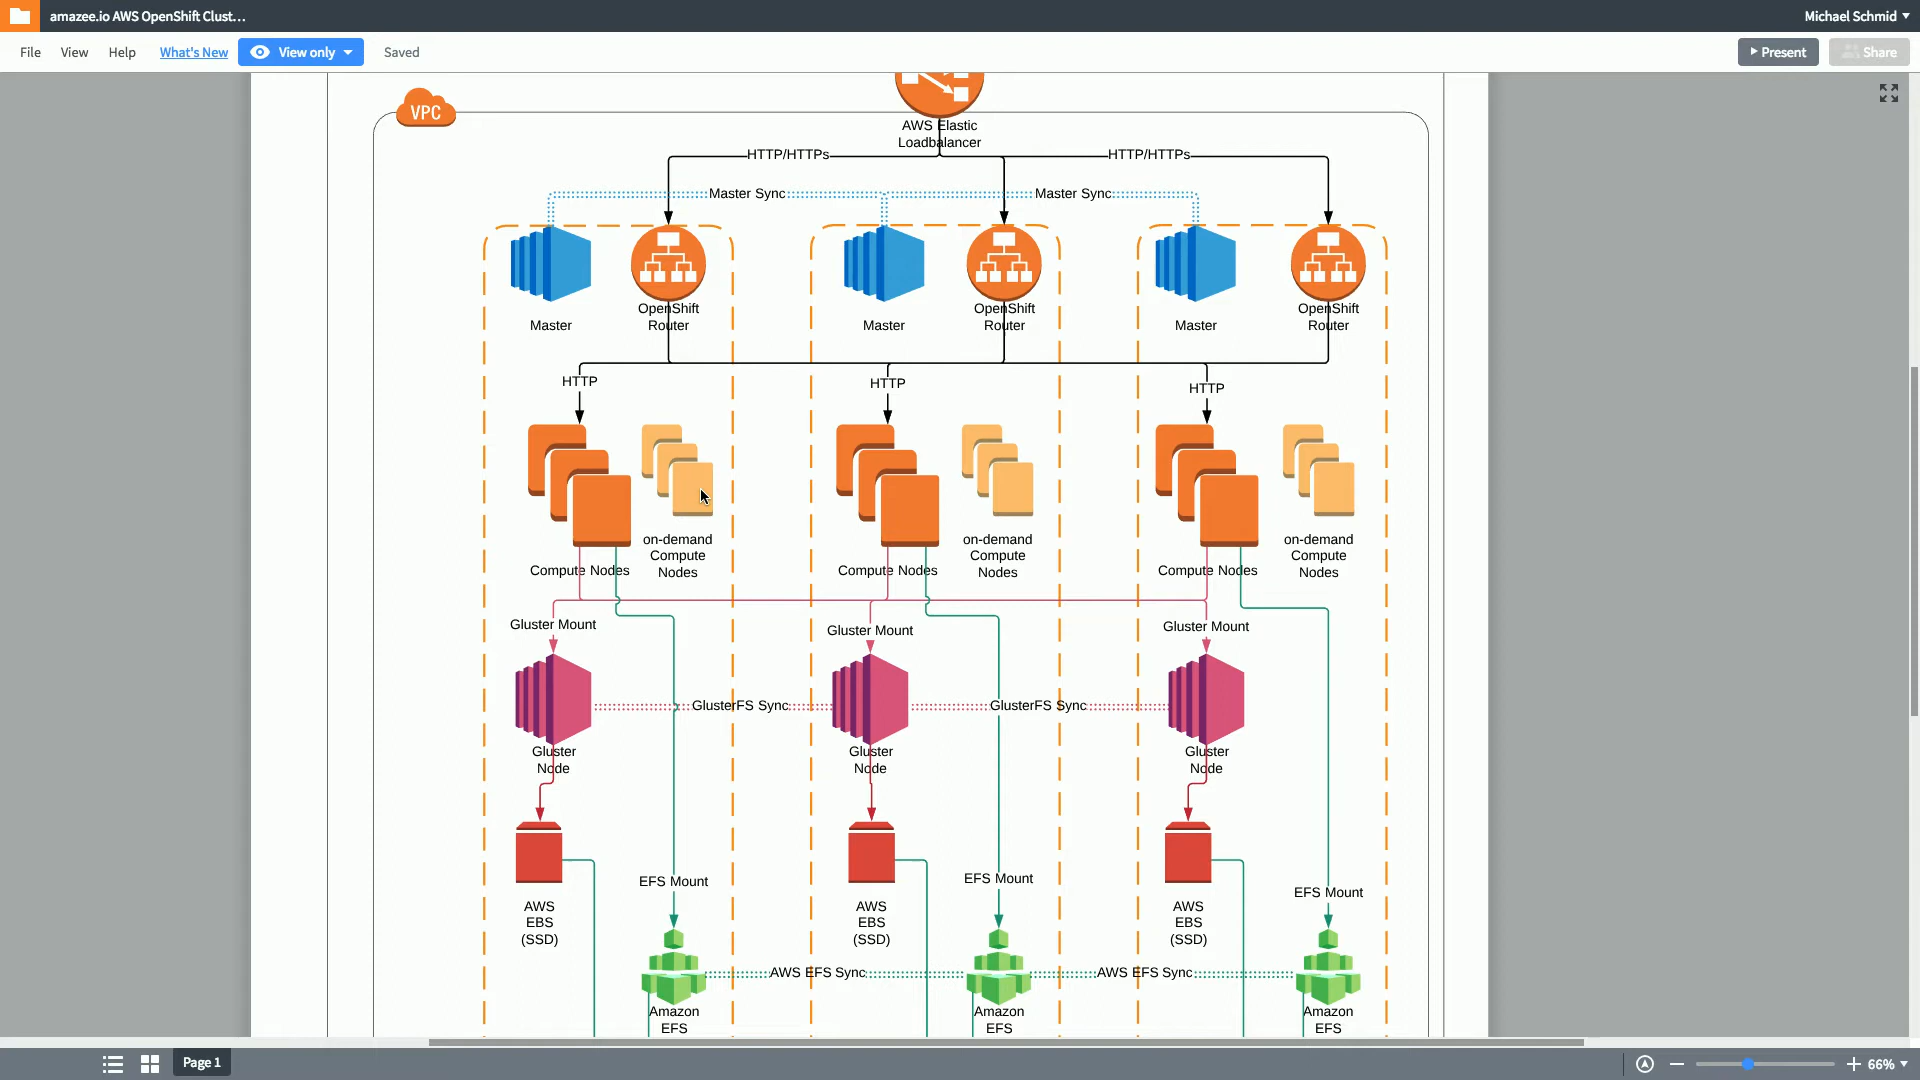 amazee.io AWS OpenShift Clust...
Michael Schmid
File
View
Help
What's New
View only
Saved
Present
Share
VPC
AWS Elastic
Loadbalancer
HTTP/HTTPs
HTTP/HTTPs
Master Sync
Master Sync
Master
OpenShift
Router
Master
OpenShift
Router
Master
OpenShift
Router
HTTP
HTTP
HTTP
on-demand
Compute
Nodes
Compute Nodes
on-demand
Compute
Nodes
Compute Nodes
on-demand
Compute
Nodes
Compute Nodes
Gluster Mount
Gluster Mount
Gluster Mount
GlusterFS Sync
GlusterFS Sync
Gluster
Node
Gluster
Node
Gluster
Node
EFS Mount
EFS Mount
EFS Mount
AWS
EBS
(SSD)
AWS
EBS
(SSD)
AWS
EBS
(SSD)
AWS EFS Sync
AWS EFS Sync
Amazon
EFS
Amazon
EFS
Amazon
EFS
Page 1
66%